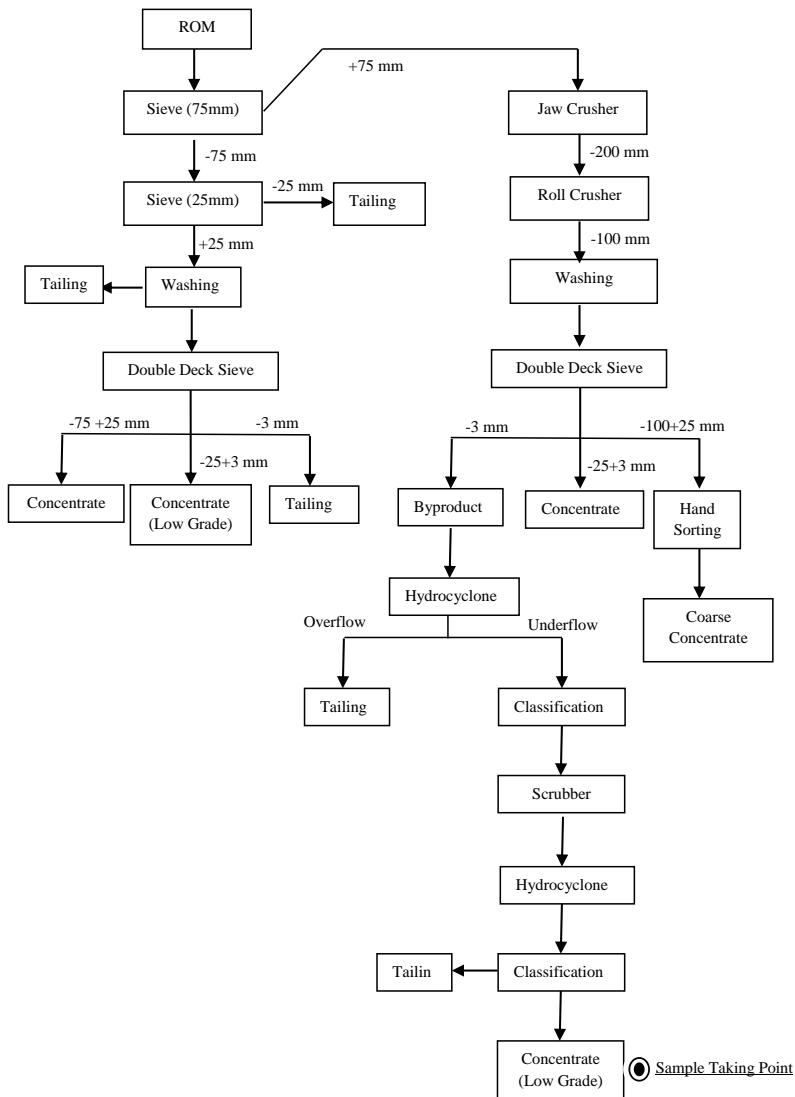 ROM
+75 mm
Sieve (75mm)
Jaw Crusher
-75 mm
-200 mm
Sieve (25mm)
-25 mm
Tailing
Roll Crusher
+25 mm
-100 mm
Tailing
Washing
Washing
Double Deck Sieve
Double Deck Sieve
-75 +25 mm
-3 mm
-25+3 mm
-3 mm
-100+25 mm
-25+3 mm
Concentrate
Concentrate
(Low Grade)
Tailing
Byproduct
Concentrate
Hand
Sorting
Hydrocyclone
Coarse
Concentrate
Overflow
Underflow
Tailing
Classification
Scrubber
Hydrocyclone
Tailin
Classification
Concentrate
(Low Grade)
Sample Taking Point